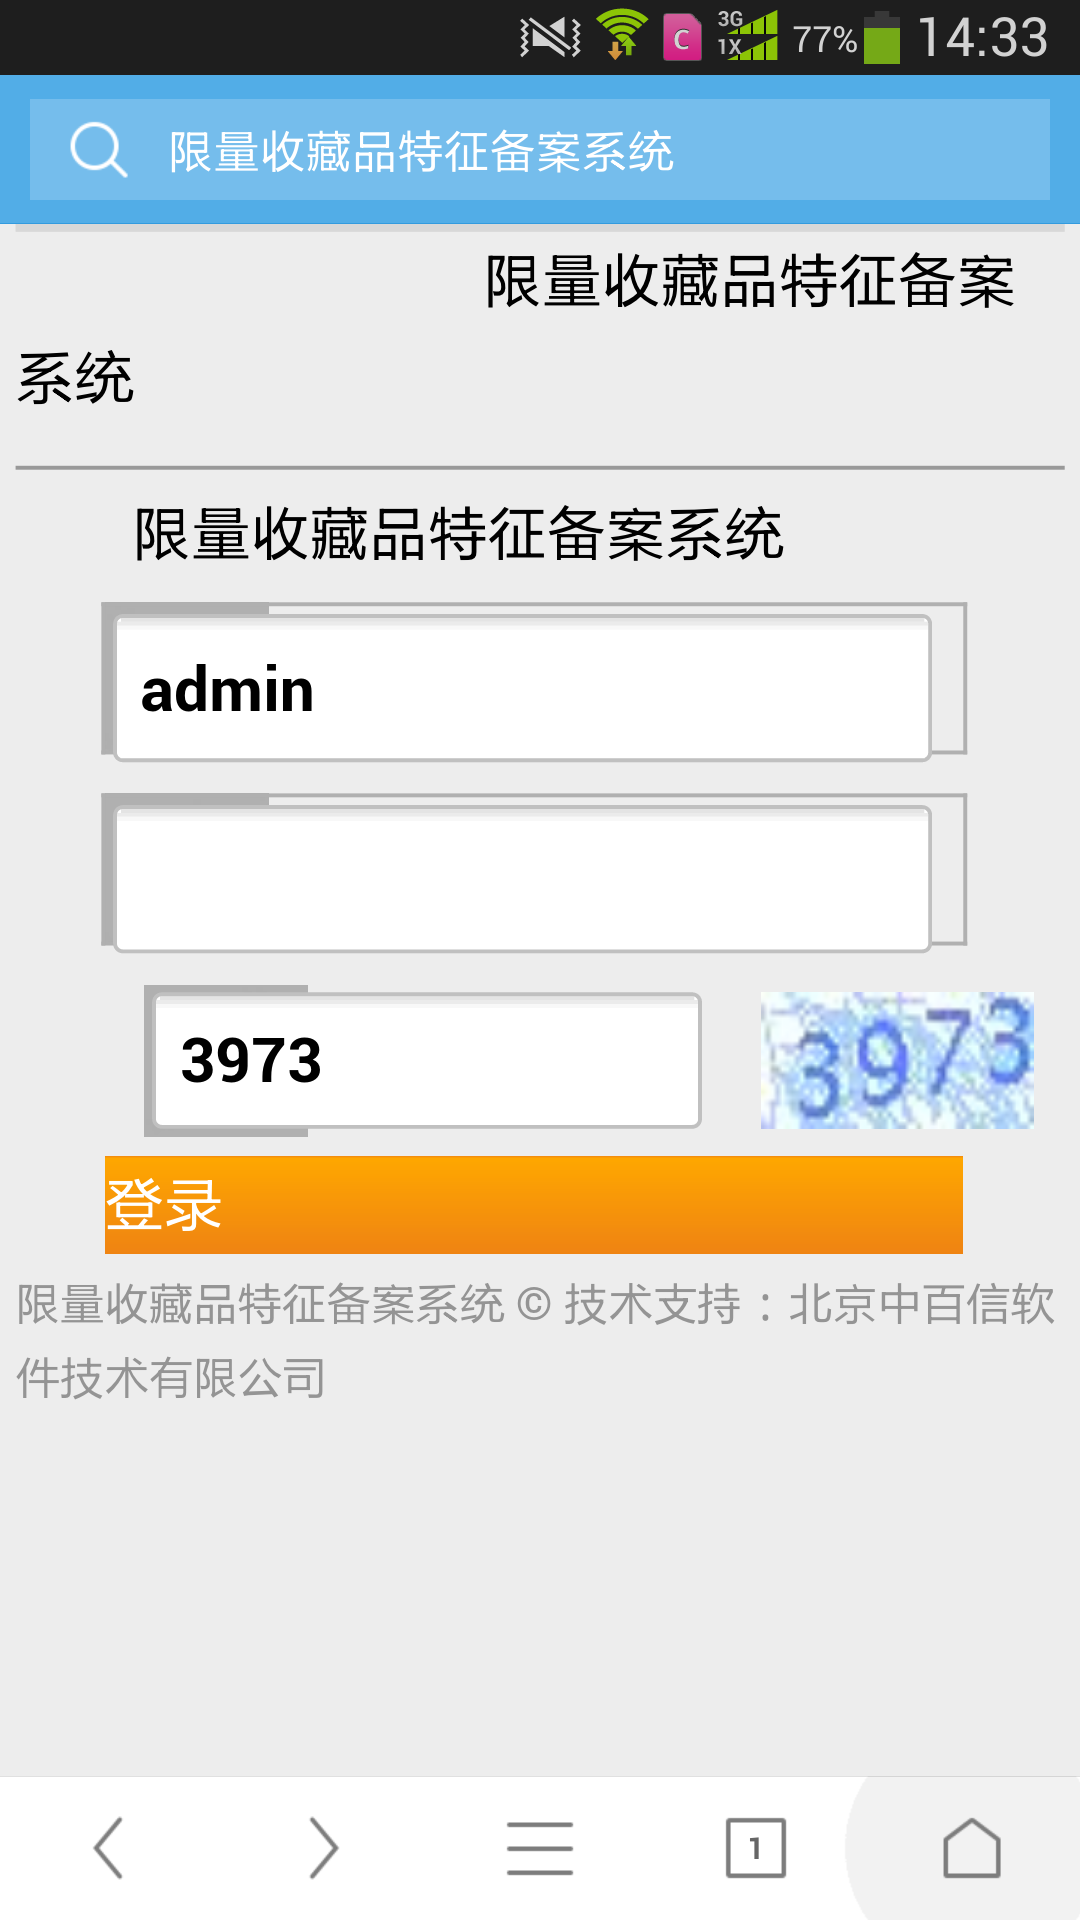 3G
1X
C
77%
14:33
限量收藏品特征备案系统
限量收藏品特征备案
系统
限量收藏品特征备案系统
admin
3973
3973
登录
限量收藏品特征备案系统 © 技术支持：北京中百信软
件技术有限公司
1